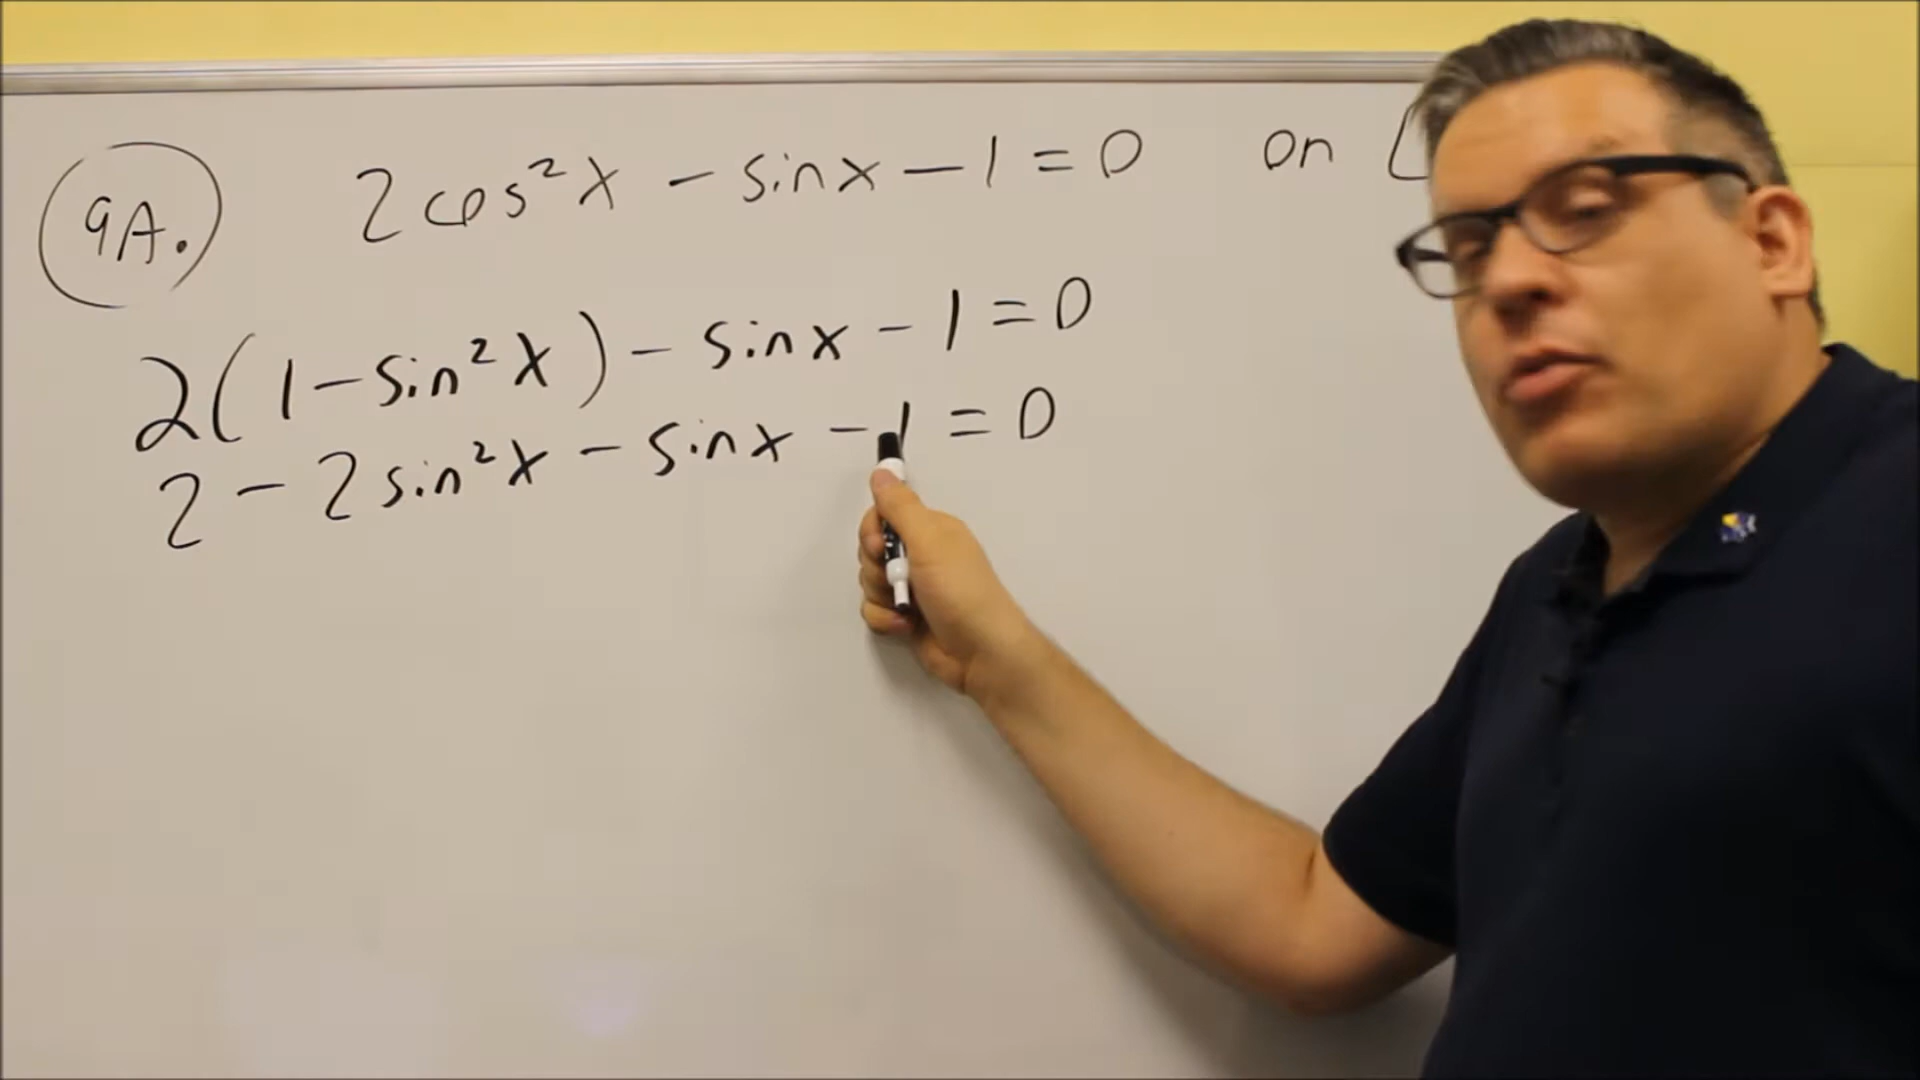 9A. 2cos²x - sinx - 1 = 0 on [
2(1 - sin²x) - sinx - 1 = 0
2 - 2sin²x - sinx - 1 = 0